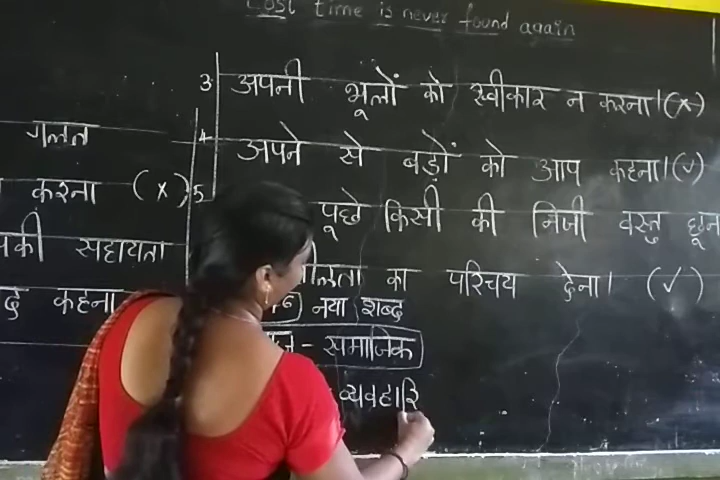 Lost time is never found again
गलत
करना (×)
सहायता
कहना
3 अपनी भूलों को स्वीकार न करना। (×)
4 अपने से बड़ों को आप कहना। (✓)
5 पूछे किसी की निजी वस्तु छून
का परिचय देना। (✓)
नया शब्द
- समाजिक
व्यवहारि